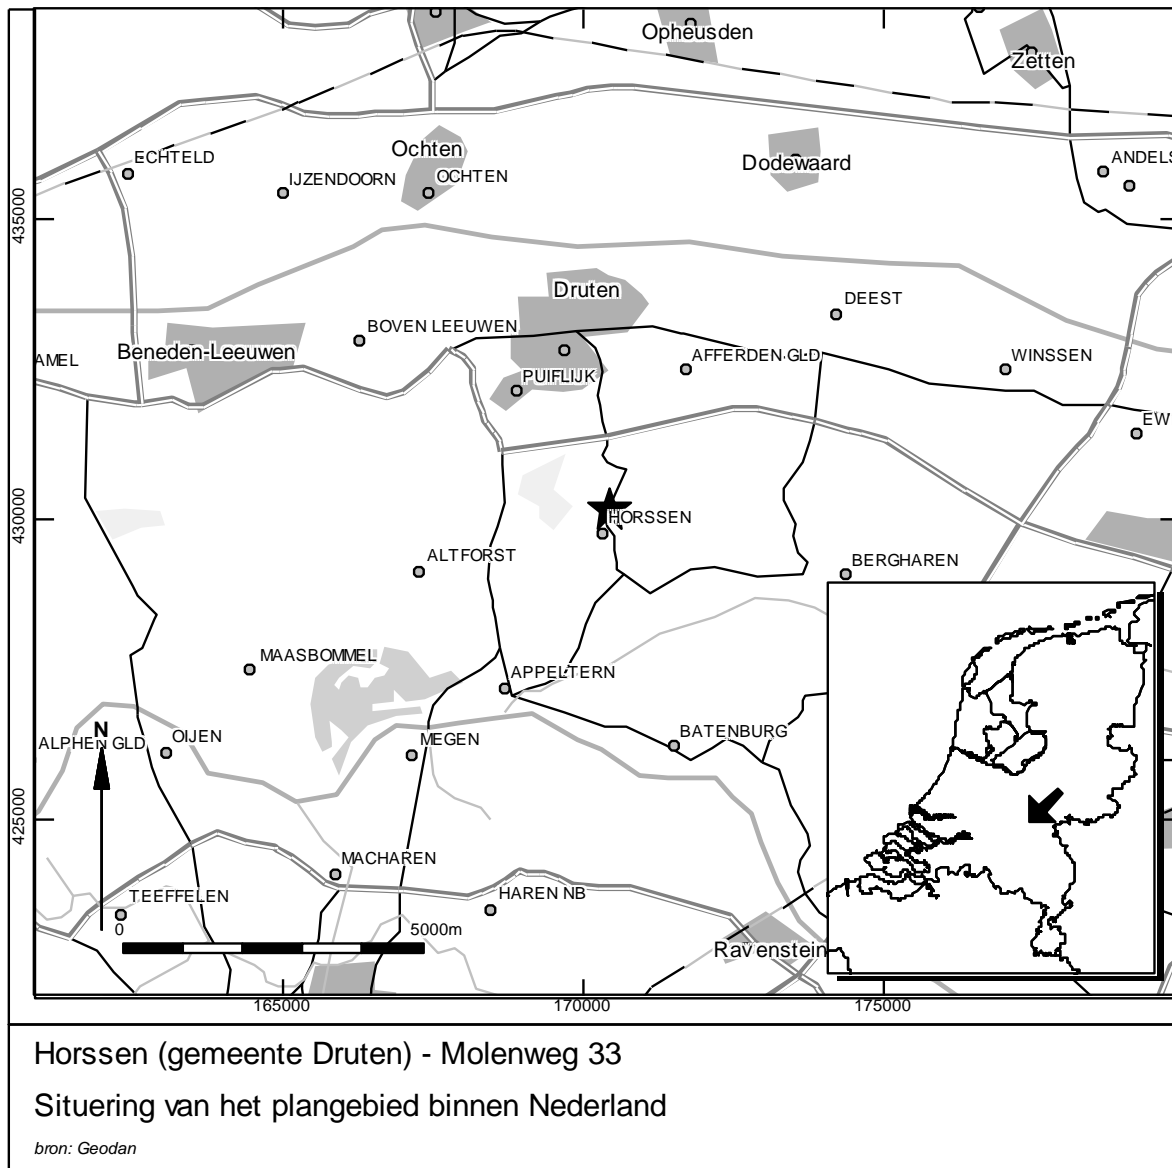 Opheusden
Zetten
Ochten
ECHTELD
IJZENDOORN
OCHTEN
Dodewaard
ANDELS
435000
Druten
DEEST
BOVEN LEEUWEN
Beneden-Leeuwen
AMEL
PUIFLIJK
AFFERDEN GLD
WINSSEN
EW
430000
HORSSEN
ALTFORST
BERGHAREN
MAASBOMMEL
APPELTERN
N
ALPHEN GLD
OIJEN
MEGEN
BATENBURG
425000
MACHAREN
TEEFFELEN
HAREN NB
0
5000m
Ravenstein
165000
170000
175000
Horssen (gemeente Druten) - Molenweg 33
Situering van het plangebied binnen Nederland
bron: Geodan